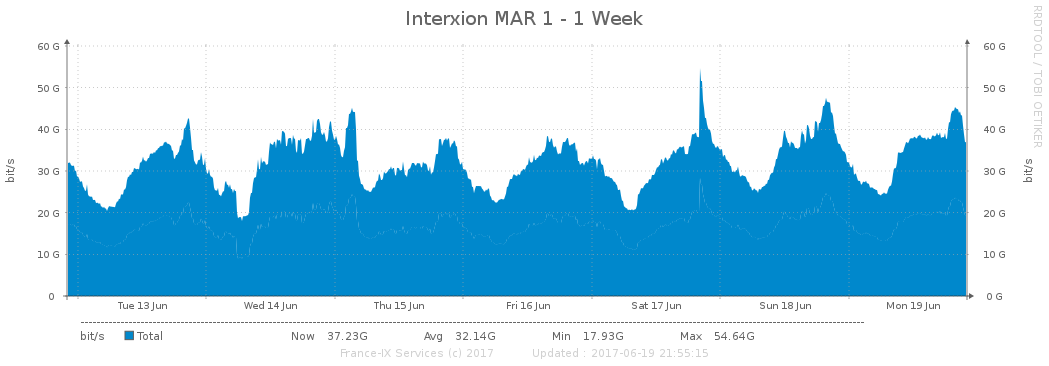 Interxion MAR 1 - 1 Week
RRDTOOL / TOBI OETIKER
60 G 60 G
50 G 50 G
40 G 40 G
30 G 30 G
20 G 20 G
10 G 10 G
0 0 G
bit/s bit/s
Tue 13 Jun Wed 14 Jun Thu 15 Jun Fri 16 Jun Sat 17 Jun Sun 18 Jun Mon 19 Jun
bit/s Total Now 37.23G Avg 32.14G Min 17.93G Max 54.64G
France-IX Services (c) 2017 Updated : 2017-06-19 21:55:15